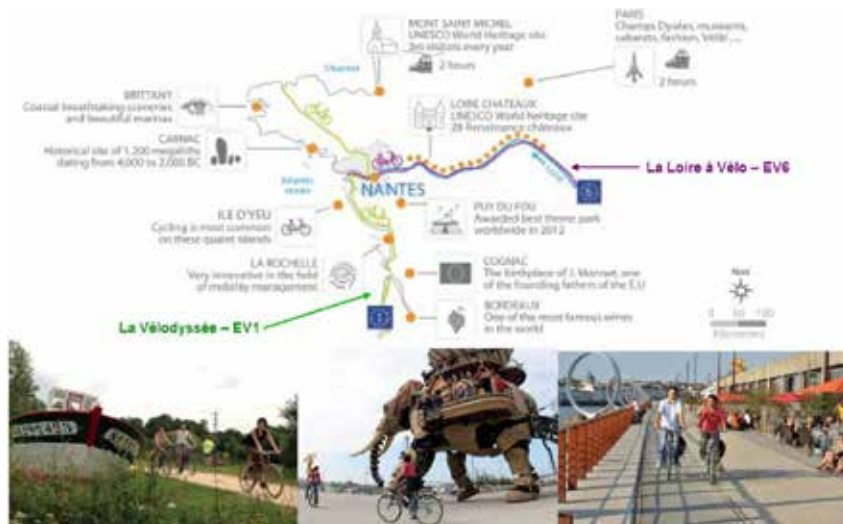 MONT SAINT MICHEL
UNESCO World Heritage site
3m visitors every year
2 hours
PARIS
Champs Elysées, museums,
cabarets, fashion, Vélib', ...
2 hours
BRITTANY
Coastal breathtaking sceneries
and beautiful marinas
CARNAC
Historical site of 1,200 megaliths
dating from 4,000 to 2,000 BC
LOIRE CHATEAUX
UNESCO World heritage site
28 Renaissance châteaux
La Loire à Vélo – EV6
Atlantic
ocean
NANTES
6
ILE D'YEU
Cycling is most common
on these quaint islands
PUY DU FOU
Awarded best theme park
worldwide in 2012
LA ROCHELLE
Very innovative in the field
of mobility management
COGNAC
The birthplace of J. Monnet, one
of the founding fathers of the E.U
La Vélodyssée – EV1
1
BORDEAUX
One of the most famous wines
in the world
0 50 100
Kilometers